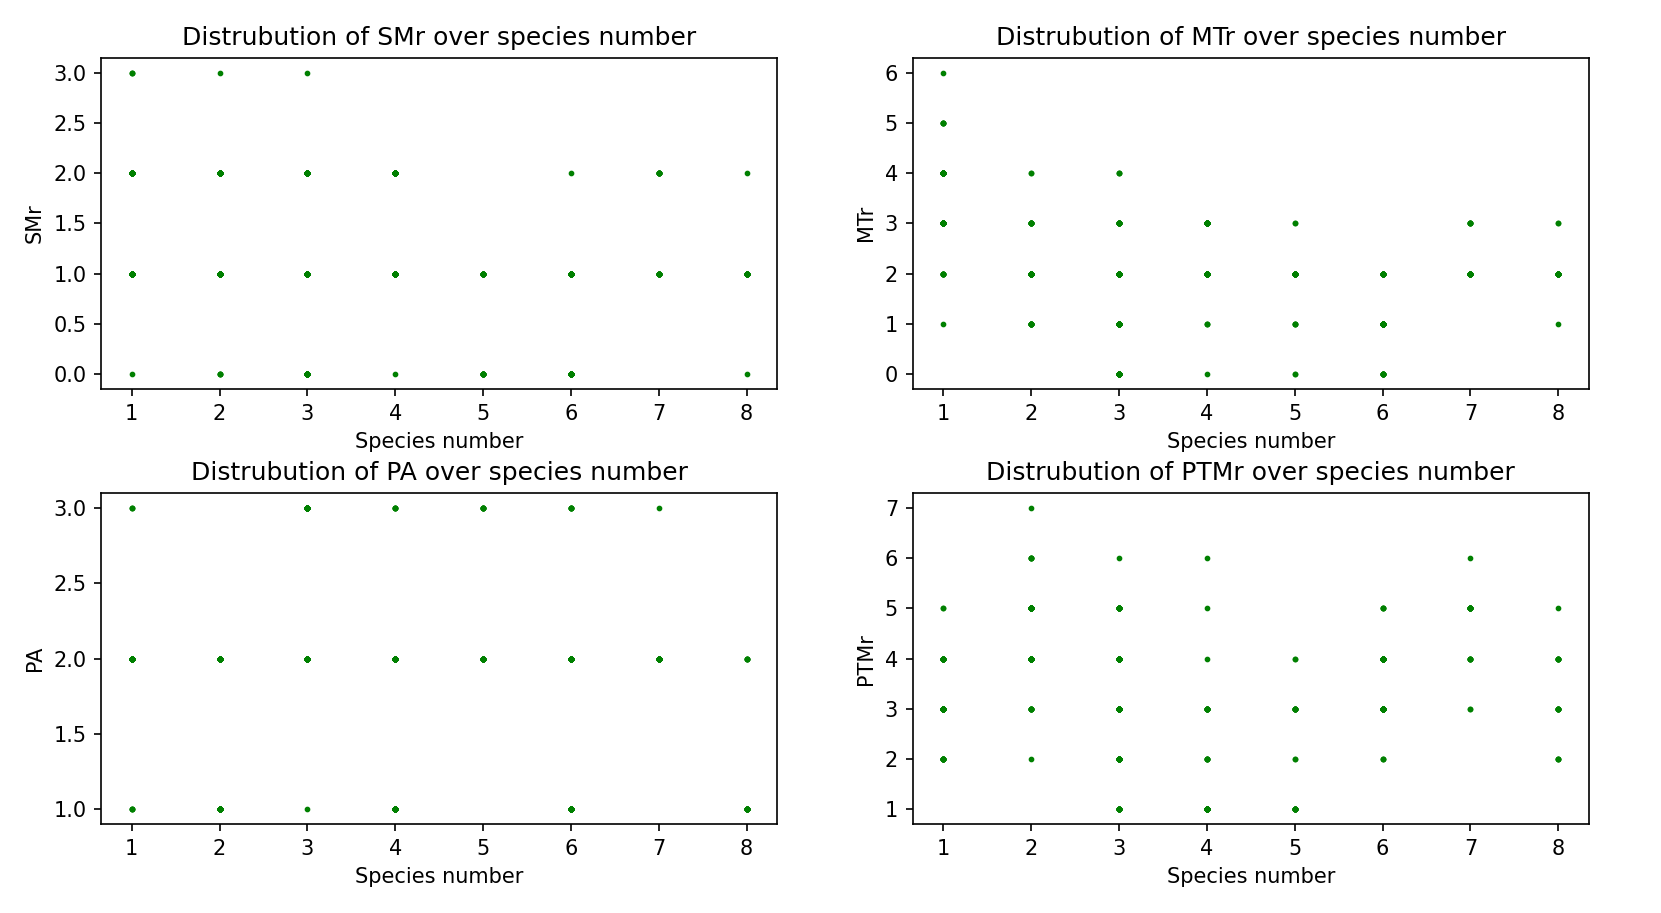 Distrubution of SMr over species number
SMr
3.0
2.5
2.0
1.5
1.0
0.5
0.0
1 2 3 4 5 6 7 8
Species number
Distrubution of MTr over species number
MTr
6
5
4
3
2
1
0
1 2 3 4 5 6 7 8
Species number
Distrubution of PA over species number
PA
3.0
2.5
2.0
1.5
1.0
1 2 3 4 5 6 7 8
Species number
Distrubution of PTMr over species number
PTMr
7
6
5
4
3
2
1
1 2 3 4 5 6 7 8
Species number